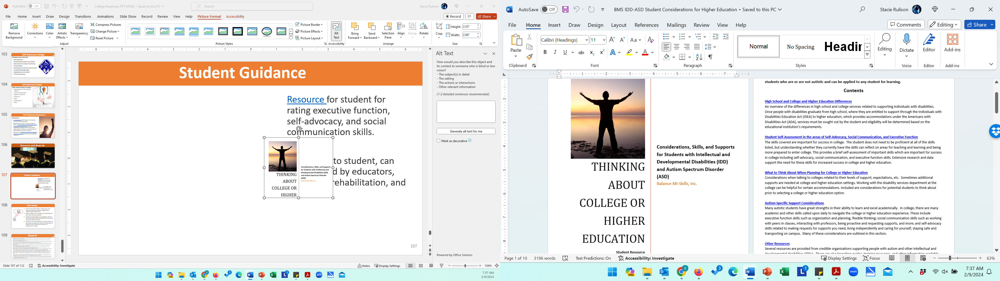 AutoSave Off College Readiness PPT MTSA • Saved to this PC Search Stacie Rulison
File Home Insert Draw Design Transitions Animations Slide Show Record Review View Help Picture Format Accessibility Record Share
Remove Background
Corrections
Color
Artistic Effects
Transparency
Compress Pictures
Change Picture
Reset Picture
Adjust
Picture Styles
Picture Border
Picture Effects
Picture Layout
Alt Text
Accessibility
Bring Forward
Send Backward
Selection Pane
Align
Group
Rotate
Arrange
Crop
Height: 2.33"
Width: 2.66"
Size
103
Self-Advocacy-College
104
Self-Advocacy-College
105
Self-Advocacy-Resources
106
Resources and Wrap-Up
107
Student Guidance
108
Take-Aways
109
Research
Student Guidance
Resource for student for
rating executive function,
self-advocacy, and social
communication skills.
to student, can
d by educators,
ehabilitation, and
Considerations, Skills, and Supports
for Students with Intellectual and
Developmental Disabilities (IDD)
and Autism Spectrum Disorder
(ASD)
Balance MI-Skills, Inc.
THINKING
ABOUT
COLLEGE OR
HIGHER
107
Alt Text
How would you describe this object and
its context to someone who is blind or low
vision?
- The subject(s) in detail
- The setting
- The actions or interactions
- Other relevant information
(1-2 detailed sentences recommended)
Generate alt text for me
Mark as decorative
Powered by Office Services
Slide 107 of 112 Accessibility: Investigate Notes Display Settings 104%
7:37 AM
2/9/2024
AutoSave Off BMS IDD-ASD Student Considerations for Higher Education • Saved to this PC Stacie Rulison
File Home Insert Draw Design Layout References Mailings Review View Help Comments Editing Share
Paste
Clipboard
Calibri (Headings) 11
Font
Paragraph
Normal
No Spacing
Headir
Styles
Editing
Dictate
Voice
Editor
Editor
Add-ins
Add-ins
THINKING
ABOUT
COLLEGE OR
HIGHER
EDUCATION
Student Resource
Considerations, Skills, and Supports
for Students with Intellectual and
Developmental Disabilities (IDD)
and Autism Spectrum Disorder
(ASD)
Balance MI-Skills, Inc.
students who are or are not autistic and can be applied to any student for learning.
Contents
High School and College and Higher Education Differences
An overview of the differences in high school and college services related to supporting individuals with disabilities.
Once people with disabilities graduate from high school, where they are entitled to support through the Individuals with
Disabilities Education Act (IDEA) to higher education, which provides accommodations under the Americans with
Disabilities Act (ADA), services must be sought out by the student and eligibility will be determined based on the
educational institution's requirements.
Student Self-Assessment in the areas of Self-Advocacy, Social Communication, and Executive Function
The skills covered are important for success in college. The student does not need to be proficient at all of the skills
listed, but understanding whether they currently have the skills can reflect on areas for teaching and learning and being
more prepared to enter college. This provides a brief self-assessment of important skills which are important for success
in college including self-advocacy, social communication, and executive function skills. Extensive research and data
support the need for these skills for increased success in college and higher education.
What to Think About When Planning for College or Higher Education
Considerations when talking to colleges related to their levels of support, expectations, etc. Sometimes additional
supports are needed at college and higher education settings. Working with the disability services department at the
college can be helpful for certain accommodations. Included are considerations for potential students to think about
prior to selecting a college or higher education option.
Autism Specific Support Considerations
Many autistic students have great strengths in their ability to learn and excel academically. In college, there are many
academic and other skills called upon daily to navigate the college or higher education experience. These include
executive function skills such as organization and planning, flexible thinking; social communication skills such as working
with peers in classes, interacting with professors, being proactive and requesting supports, and more; and self-advocacy
skills related to making requests for supports you need, living independently and caring for yourself, staying safe and
transporting on campus. Many of these considerations are outlined in this section.
Other Resources
Several resources are provided from credible organizations supporting people with autism and other intellectual and
Page 1 of 10 3196 words Text Predictions: On Accessibility: Investigate Display Settings Focus 63%
7:37 AM
2/9/2024